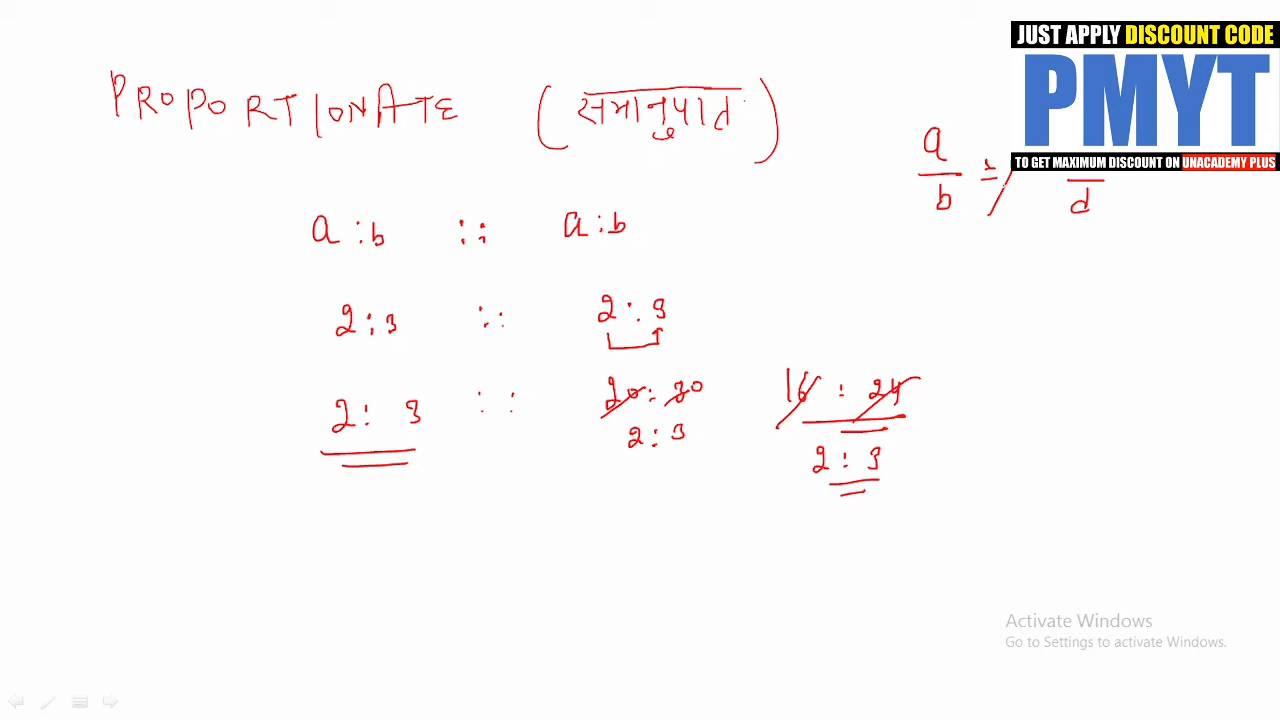 JUST APPLY DISCOUNT CODE
PMYT
TO GET MAXIMUM DISCOUNT ON UNACADEMY PLUS
PROPORTIONATE (समानुपात)
a/b = /d
a : b :: a : b
2 : 3 :: 2 : 3
2 : 3 :: 20 : 30 16 : 24
2 : 3 2 : 3
Activate Windows
Go to Settings to activate Windows.